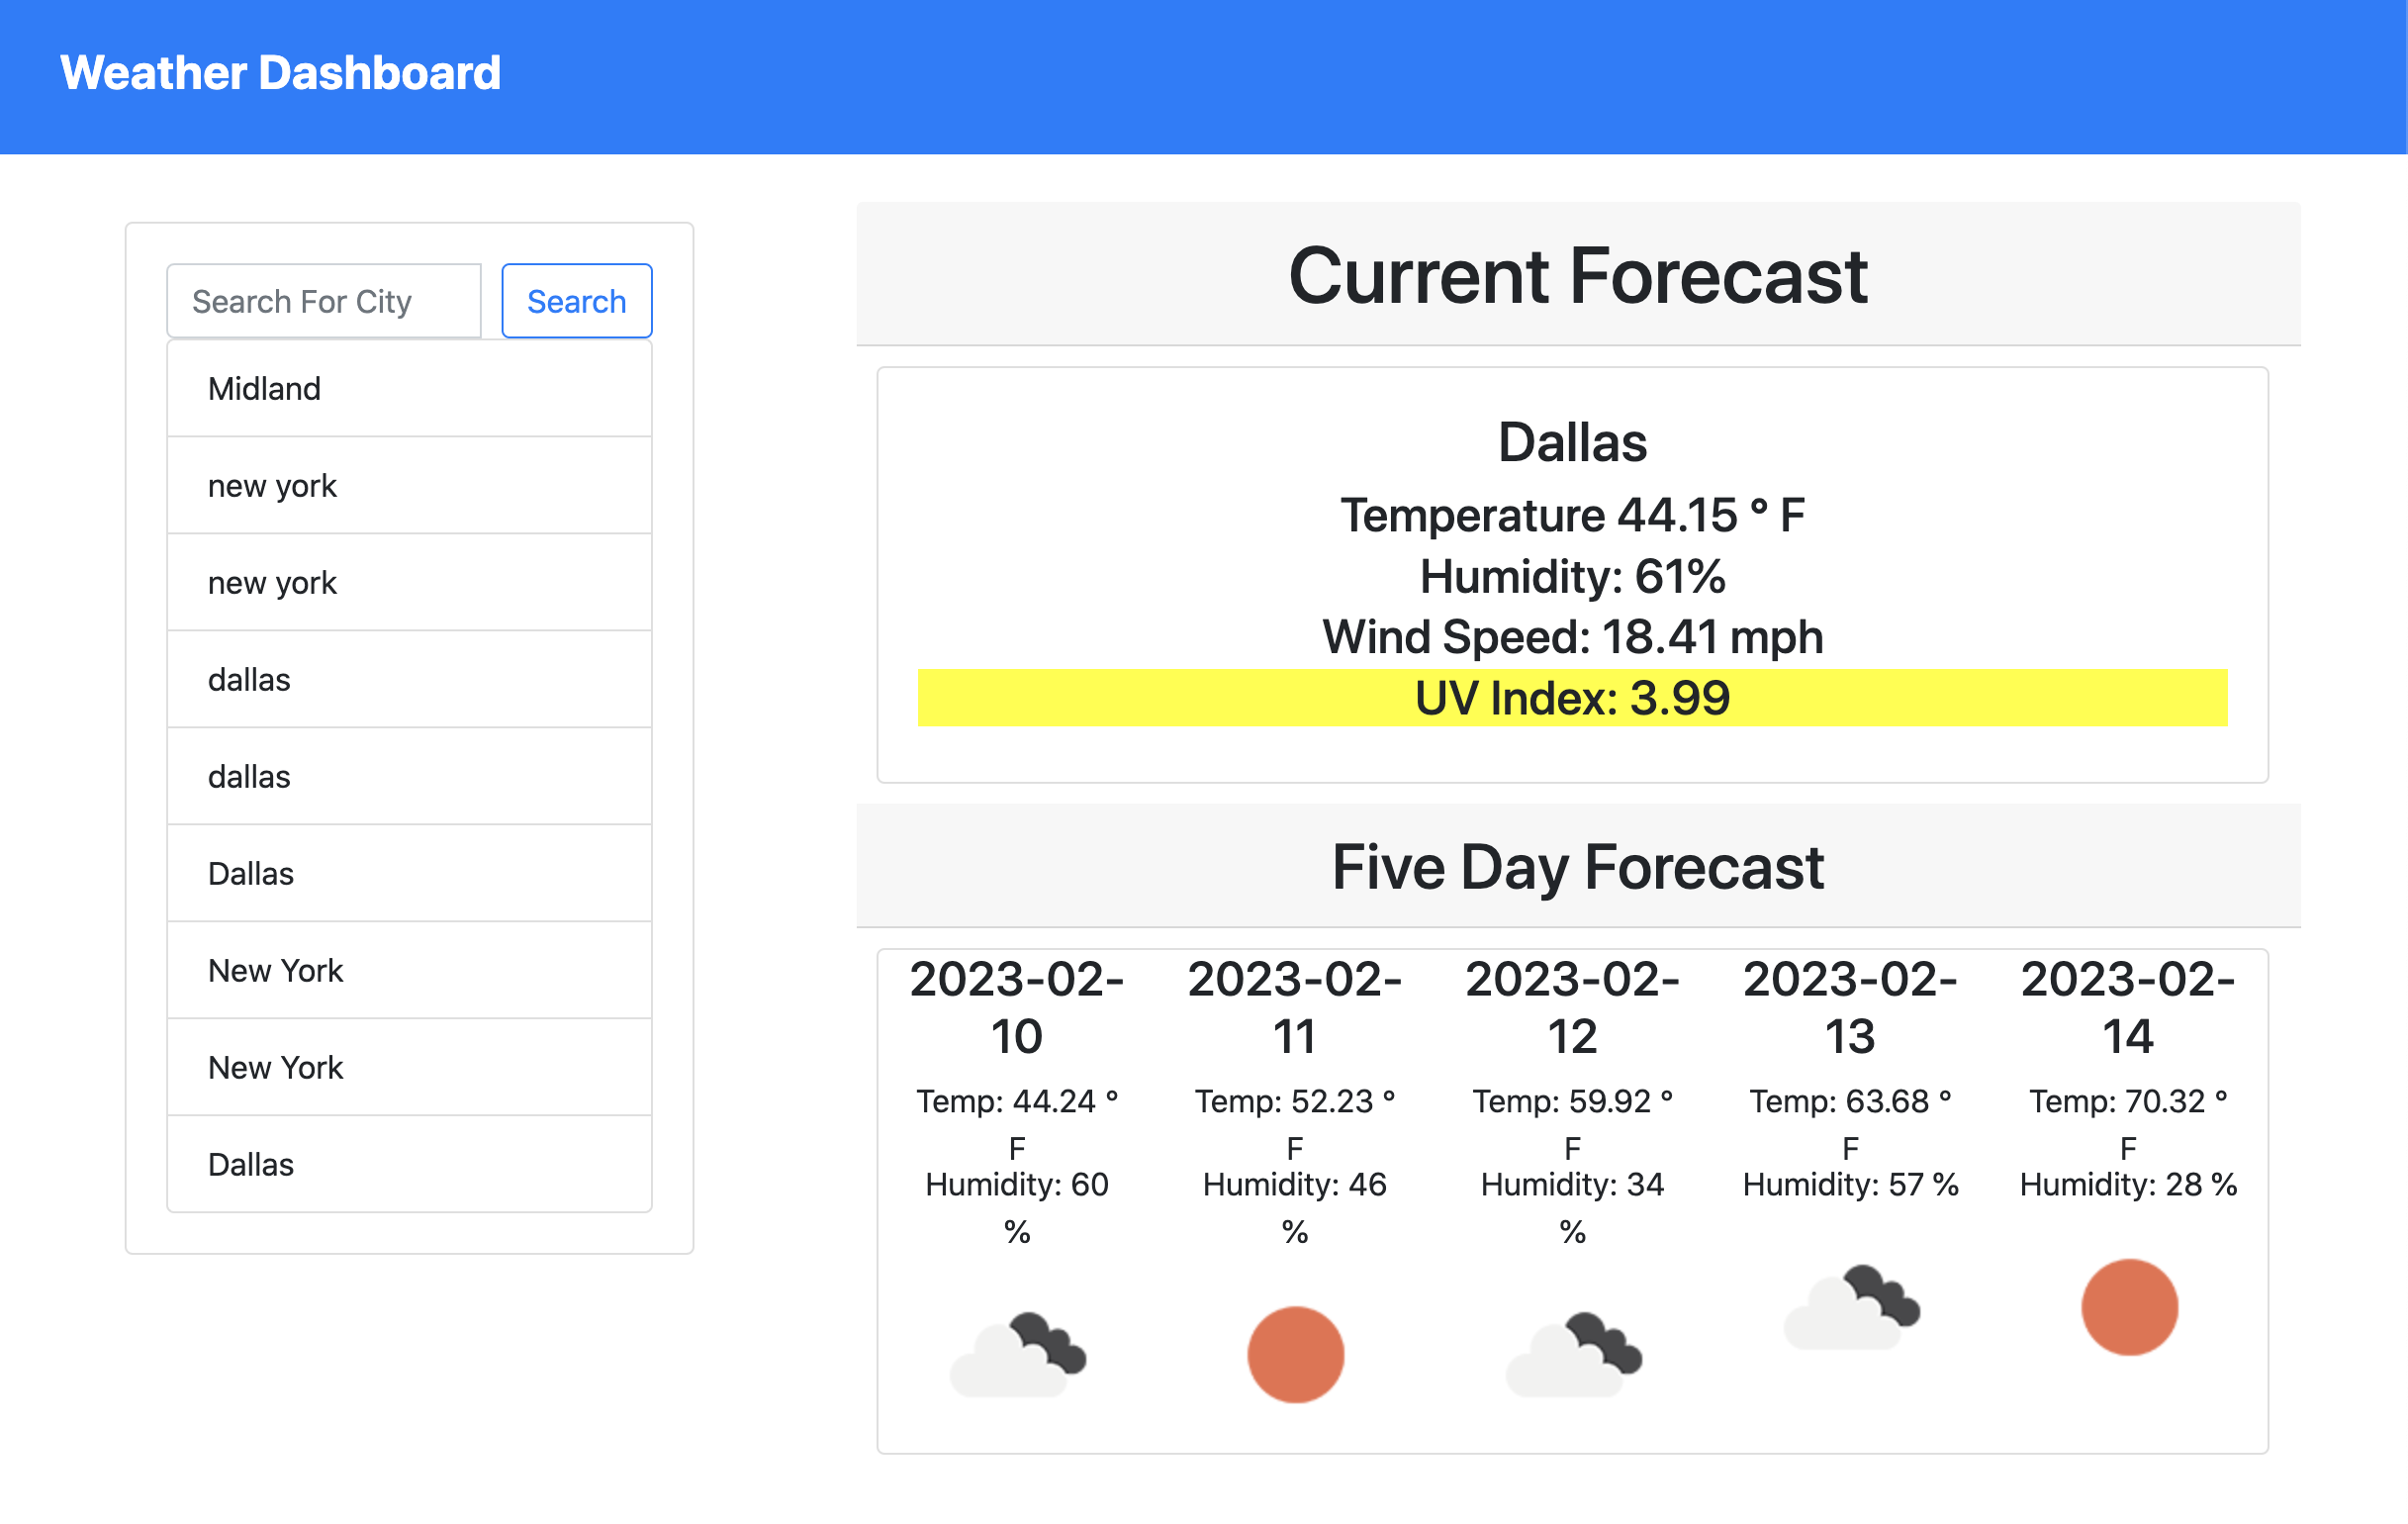 Weather Dashboard
Search For City
Search
Midland
new york
new york
dallas
dallas
Dallas
New York
New York
Dallas
Current Forecast
Dallas
Temperature 44.15 ° F
Humidity: 61%
Wind Speed: 18.41 mph
UV Index: 3.99
Five Day Forecast
2023-02-
10
Temp: 44.24 °
F
Humidity: 60
%
2023-02-
11
Temp: 52.23 °
F
Humidity: 46
%
2023-02-
12
Temp: 59.92 °
F
Humidity: 34
%
2023-02-
13
Temp: 63.68 °
F
Humidity: 57 %
2023-02-
14
Temp: 70.32 °
F
Humidity: 28 %